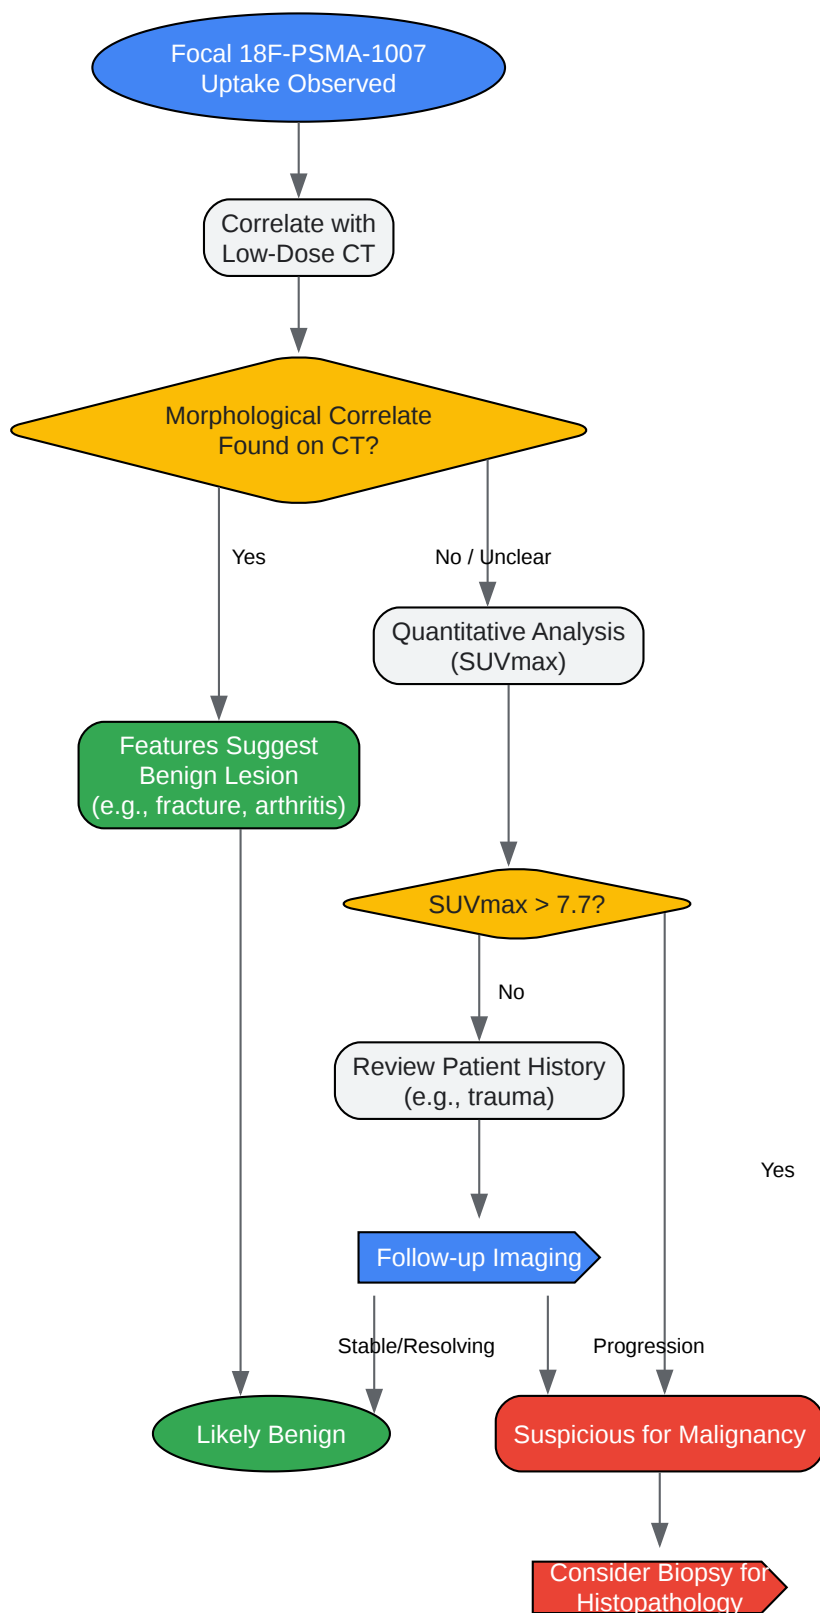 Focal 18F-PSMA-1007
Uptake Observed
Correlate with
Low-Dose CT
Morphological Correlate
Found on CT?
Yes
No / Unclear
Quantitative Analysis
(SUVmax)
Features Suggest
Benign Lesion
(e.g., fracture, arthritis)
SUVmax > 7.7?
No
Review Patient History
(e.g., trauma)
Yes
Follow-up Imaging
Stable/Resolving
Progression
Likely Benign
Suspicious for Malignancy
Consider Biopsy for
Histopathology